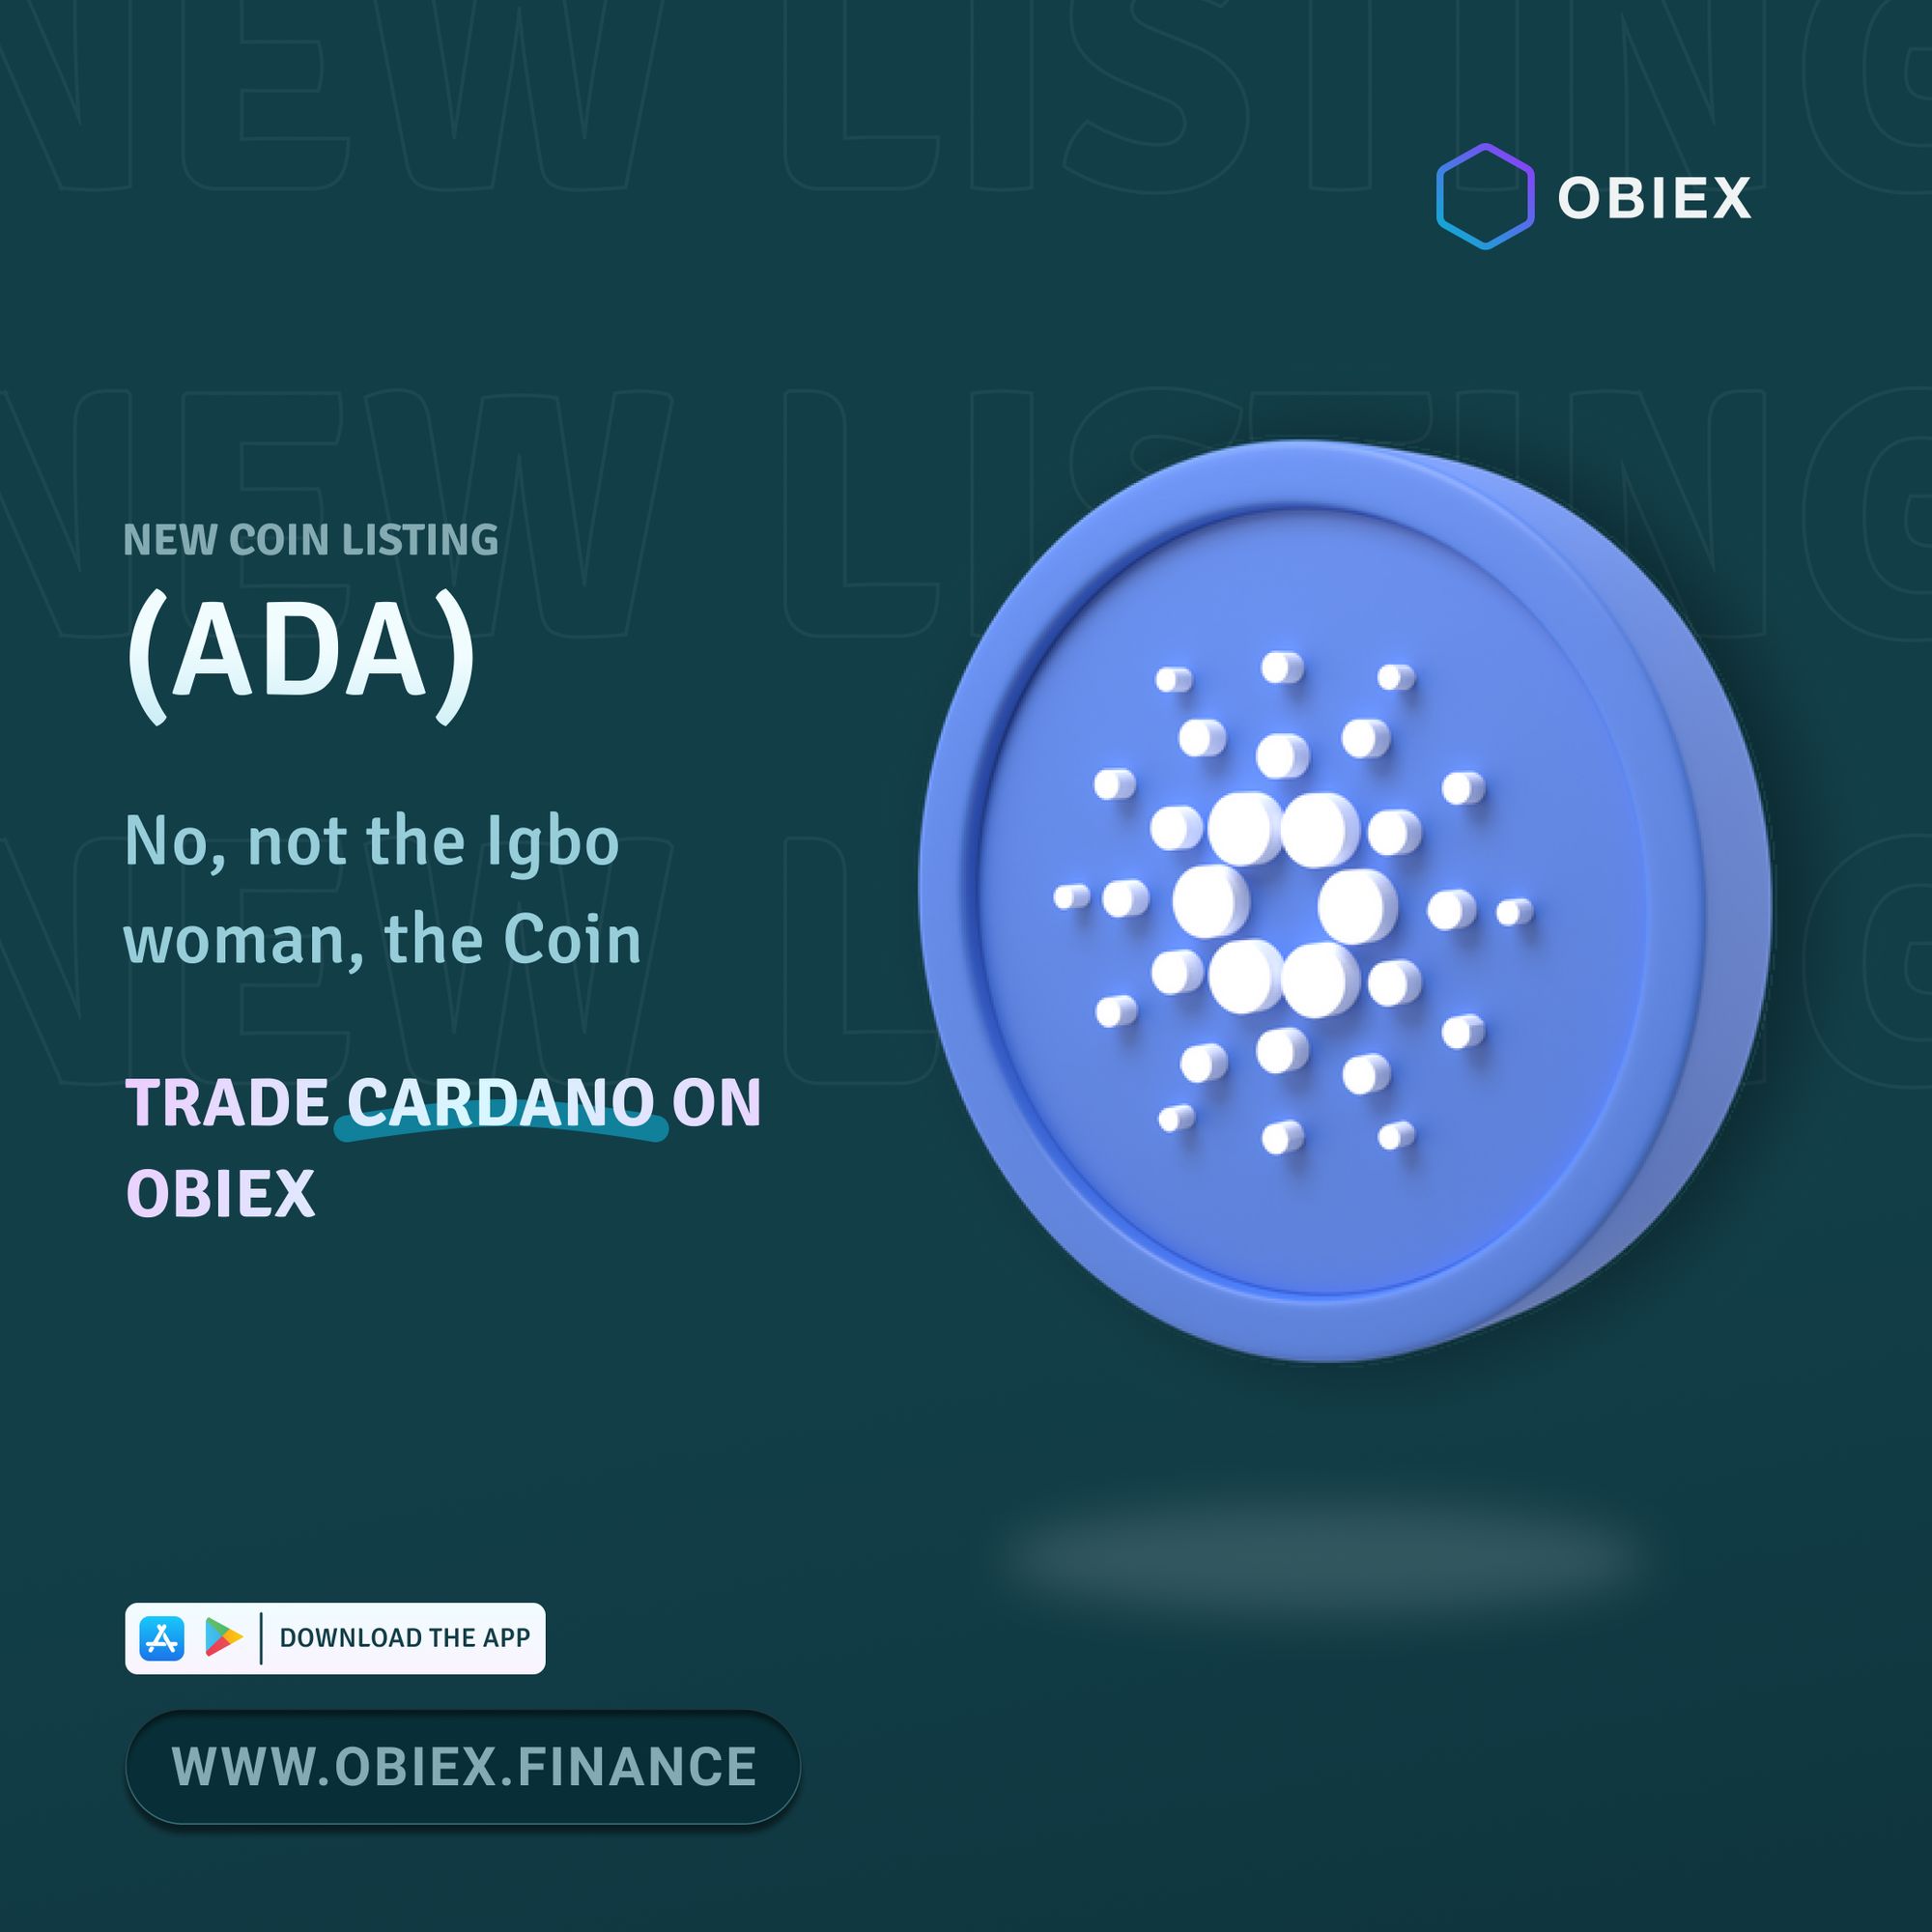 NEW LISTING
OBIEX
NEW LISTING
NEW COIN LISTING
(ADA)
No, not the Igbo
woman, the Coin
NEW L G
TRADE CARDANO ON
OBIEX
DOWNLOAD THE APP
WWW.OBIEX.FINANCE